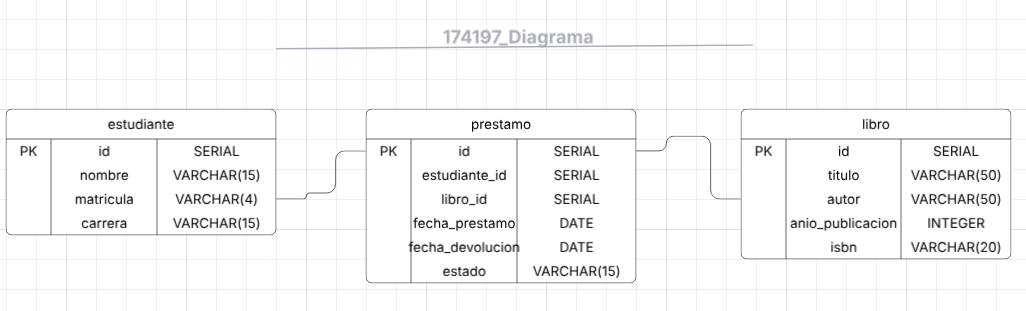 174197_Diagrama
estudiante
PK id SERIAL
nombre VARCHAR(15)
matricula VARCHAR(4)
carrera VARCHAR(15)
prestamo
PK id SERIAL
estudiante_id SERIAL
libro_id SERIAL
fecha_prestamo DATE
fecha_devolucion DATE
estado VARCHAR(15)
libro
PK id SERIAL
titulo VARCHAR(50)
autor VARCHAR(50)
anio_publicacion INTEGER
isbn VARCHAR(20)